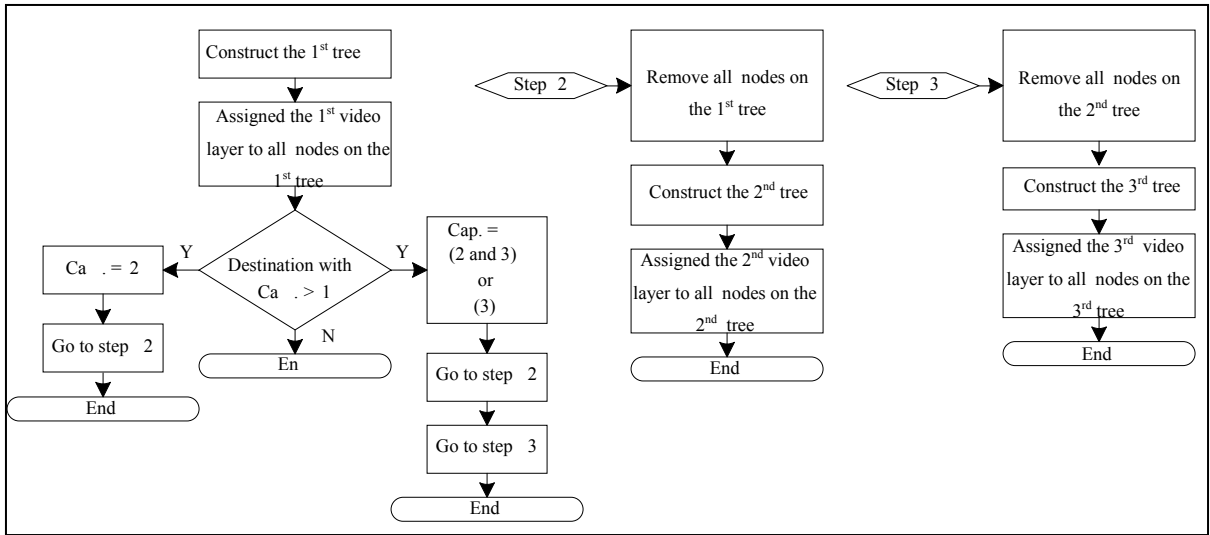 Construct the 1st tree
Assigned the 1st video
layer to all nodes on the
1st tree
Destination with
Ca . > 1
Y
Y
N
Ca . = 2
Go to step 2
End
En
Cap. =
(2 and 3)
or
(3)
Go to step 2
Go to step 3
End
Step 2
Remove all nodes on
the 1st tree
Construct the 2nd tree
Assigned the 2nd video
layer to all nodes on the
2nd tree
End
Step 3
Remove all nodes on
the 2nd tree
Construct the 3rd tree
Assigned the 3rd video
layer to all nodes on the
3rd tree
End